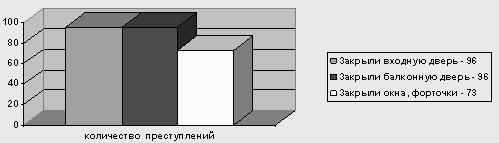 100
80
60
40
20
0
количество преступлений
Закрыли входную дверь - 96
Закрыли балконную дверь - 96
Закрыли окна, форточки - 73